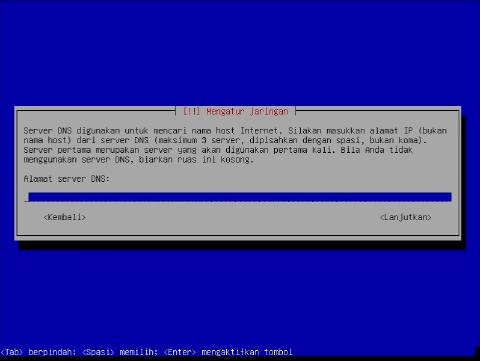 [!!] Mengatur jaringan
Server DNS digunakan untuk mencari nama host Internet. Silakan masukkan alamat IP (bukan
nama host) dari server DNS (maksimum 3 server, dipisahkan dengan spasi, bukan koma).
Server pertama merupakan server yang akan digunakan pertama kali. Bila Anda tidak
menggunakan server DNS, biarkan ruas ini kosong.
Alamat server DNS:
<Kembali> <Lanjutkan>
<Tab> berpindah; <Spasi> memilih; <Enter> mengaktifkan tombol